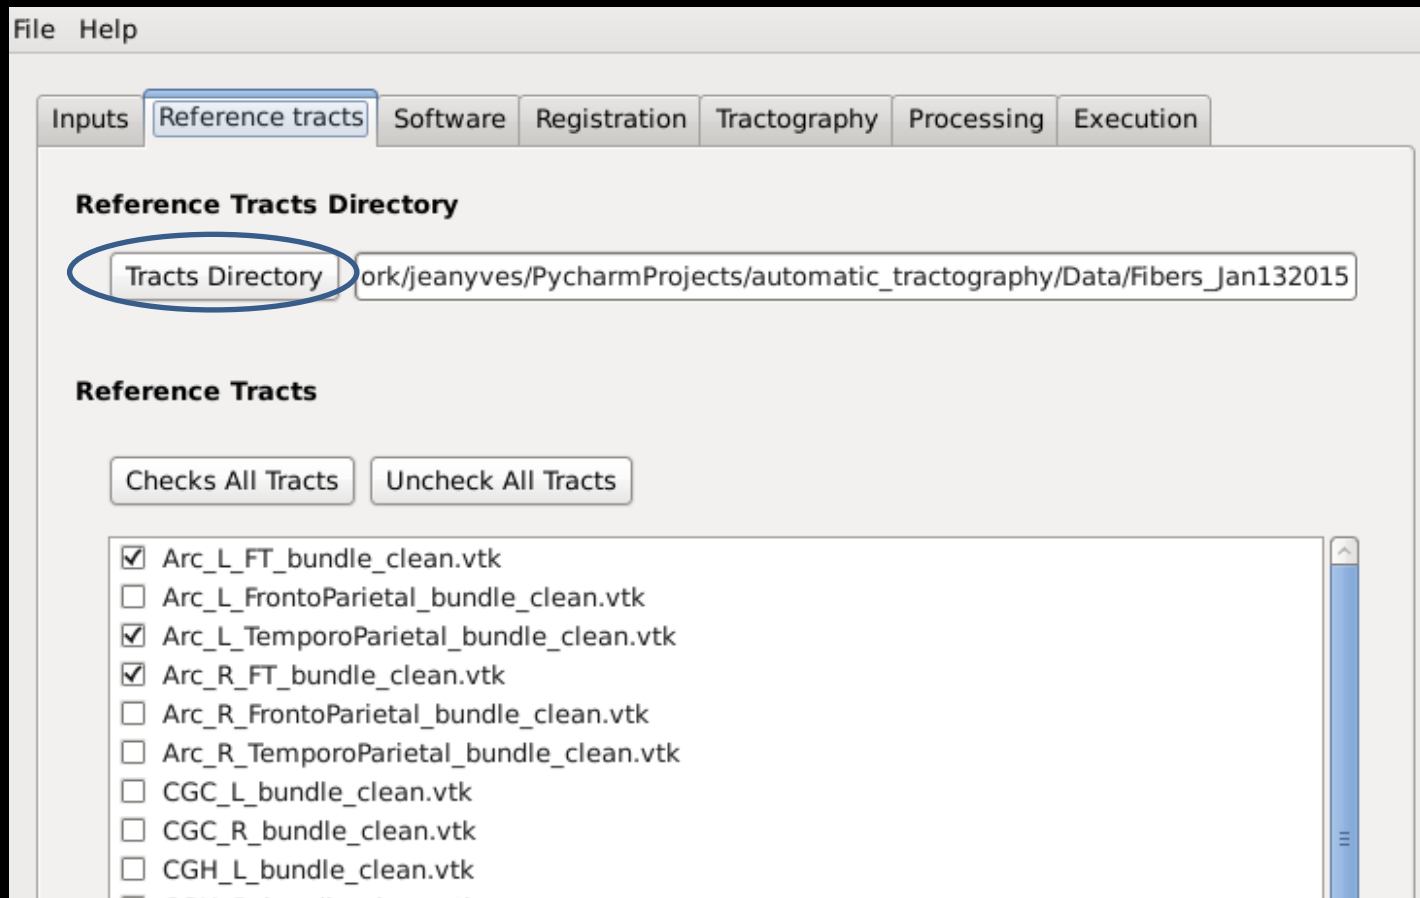 File Help
Inputs Reference tracts Software Registration Tractography Processing Execution
Reference Tracts Directory
Tracts Directory ork/jeanyves/PycharmProjects/automatic_tractography/Data/Fibers_Jan132015
Reference Tracts
Checks All Tracts Uncheck All Tracts
Arc_L_FT_bundle_clean.vtk
Arc_L_FrontoParietal_bundle_clean.vtk
Arc_L_TemporoParietal_bundle_clean.vtk
Arc_R_FT_bundle_clean.vtk
Arc_R_FrontoParietal_bundle_clean.vtk
Arc_R_TemporoParietal_bundle_clean.vtk
CGC_L_bundle_clean.vtk
CGC_R_bundle_clean.vtk
CGH_L_bundle_clean.vtk